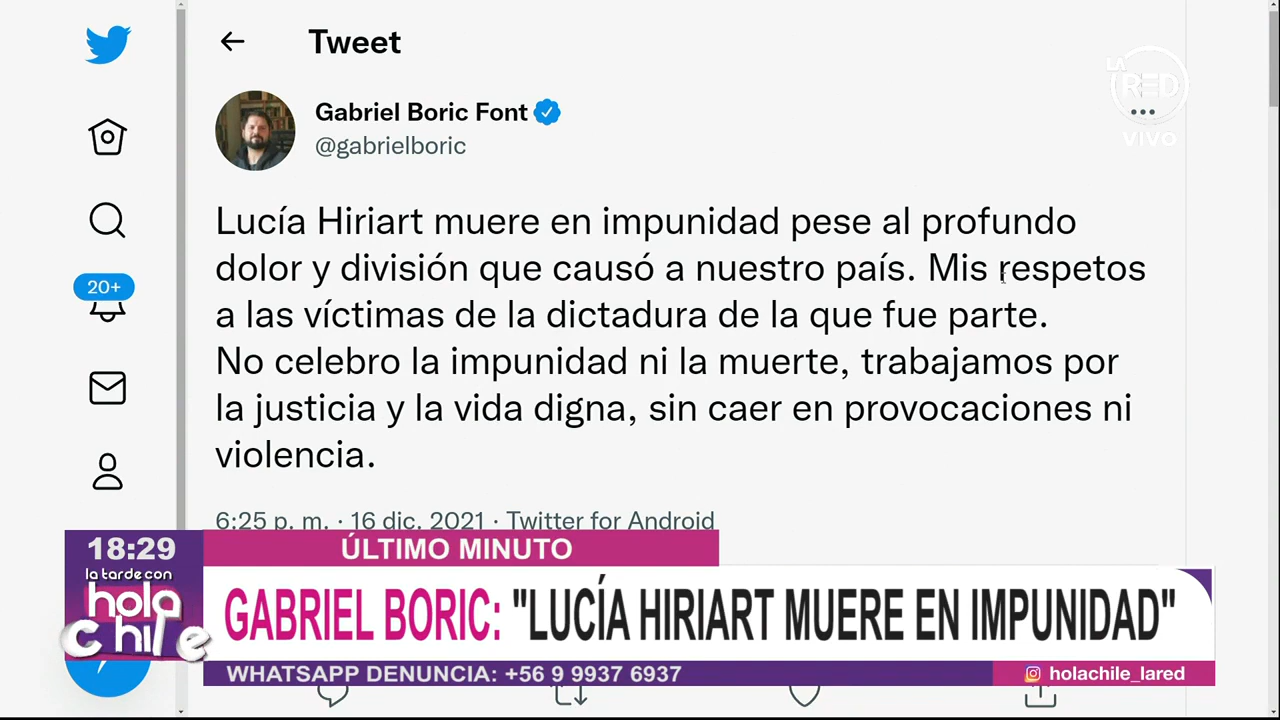 Tweet
Gabriel Boric Font
@gabrielboric
LA
RED
VIVO
Lucía Hiriart muere en impunidad pese al profundo
dolor y división que causó a nuestro país. Mis respetos
a las víctimas de la dictadura de la que fue parte.
No celebro la impunidad ni la muerte, trabajamos por
la justicia y la vida digna, sin caer en provocaciones ni
violencia.
20+
6:25 p. m. · 16 dic. 2021 · Twitter for Android
18:29
la tarde con
hola
chile
ÚLTIMO MINUTO
GABRIEL BORIC: "LUCÍA HIRIART MUERE EN IMPUNIDAD"
WHATSAPP DENUNCIA: +56 9 9937 6937
holachile_lared